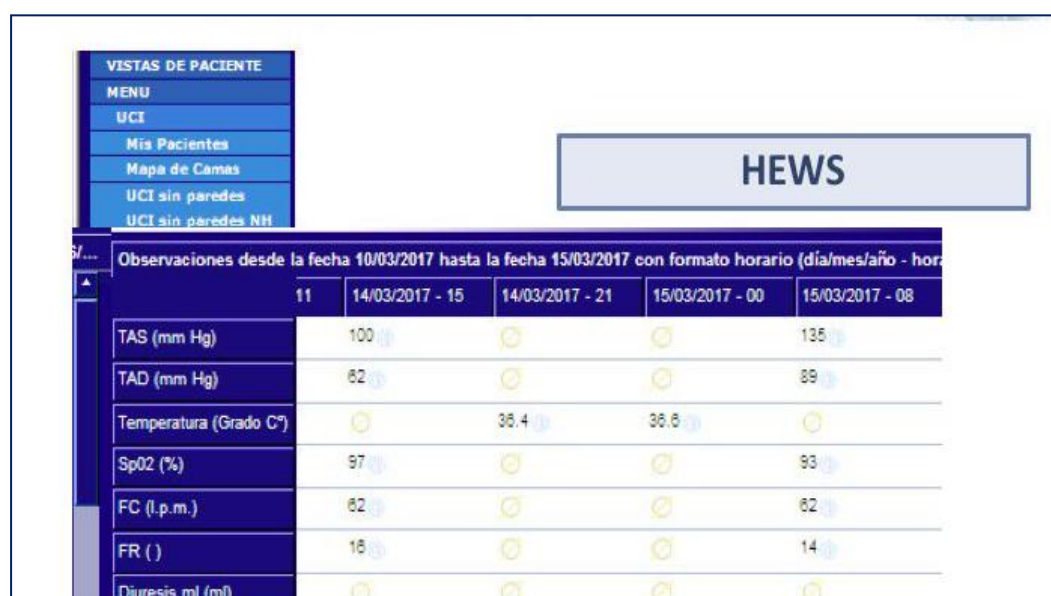 VISTAS DE PACIENTE
MENU
UCI
Mis Pacientes
Mapa de Camas
UCI sin paredes
UCI sin paredes NH
HEWS
Observaciones desde la fecha 10/03/2017 hasta la fecha 15/03/2017 con formato horario (día/mes/año - hora
11 14/03/2017 - 15 14/03/2017 - 21 15/03/2017 - 00 15/03/2017 - 08
TAS (mm Hg) 100 135
TAD (mm Hg) 62 89
Temperatura (Grado Cº) 36.4 36.6
Sp02 (%) 97 93
FC (l.p.m.) 62 62
FR ( ) 16 14
Diuresis ml (ml)